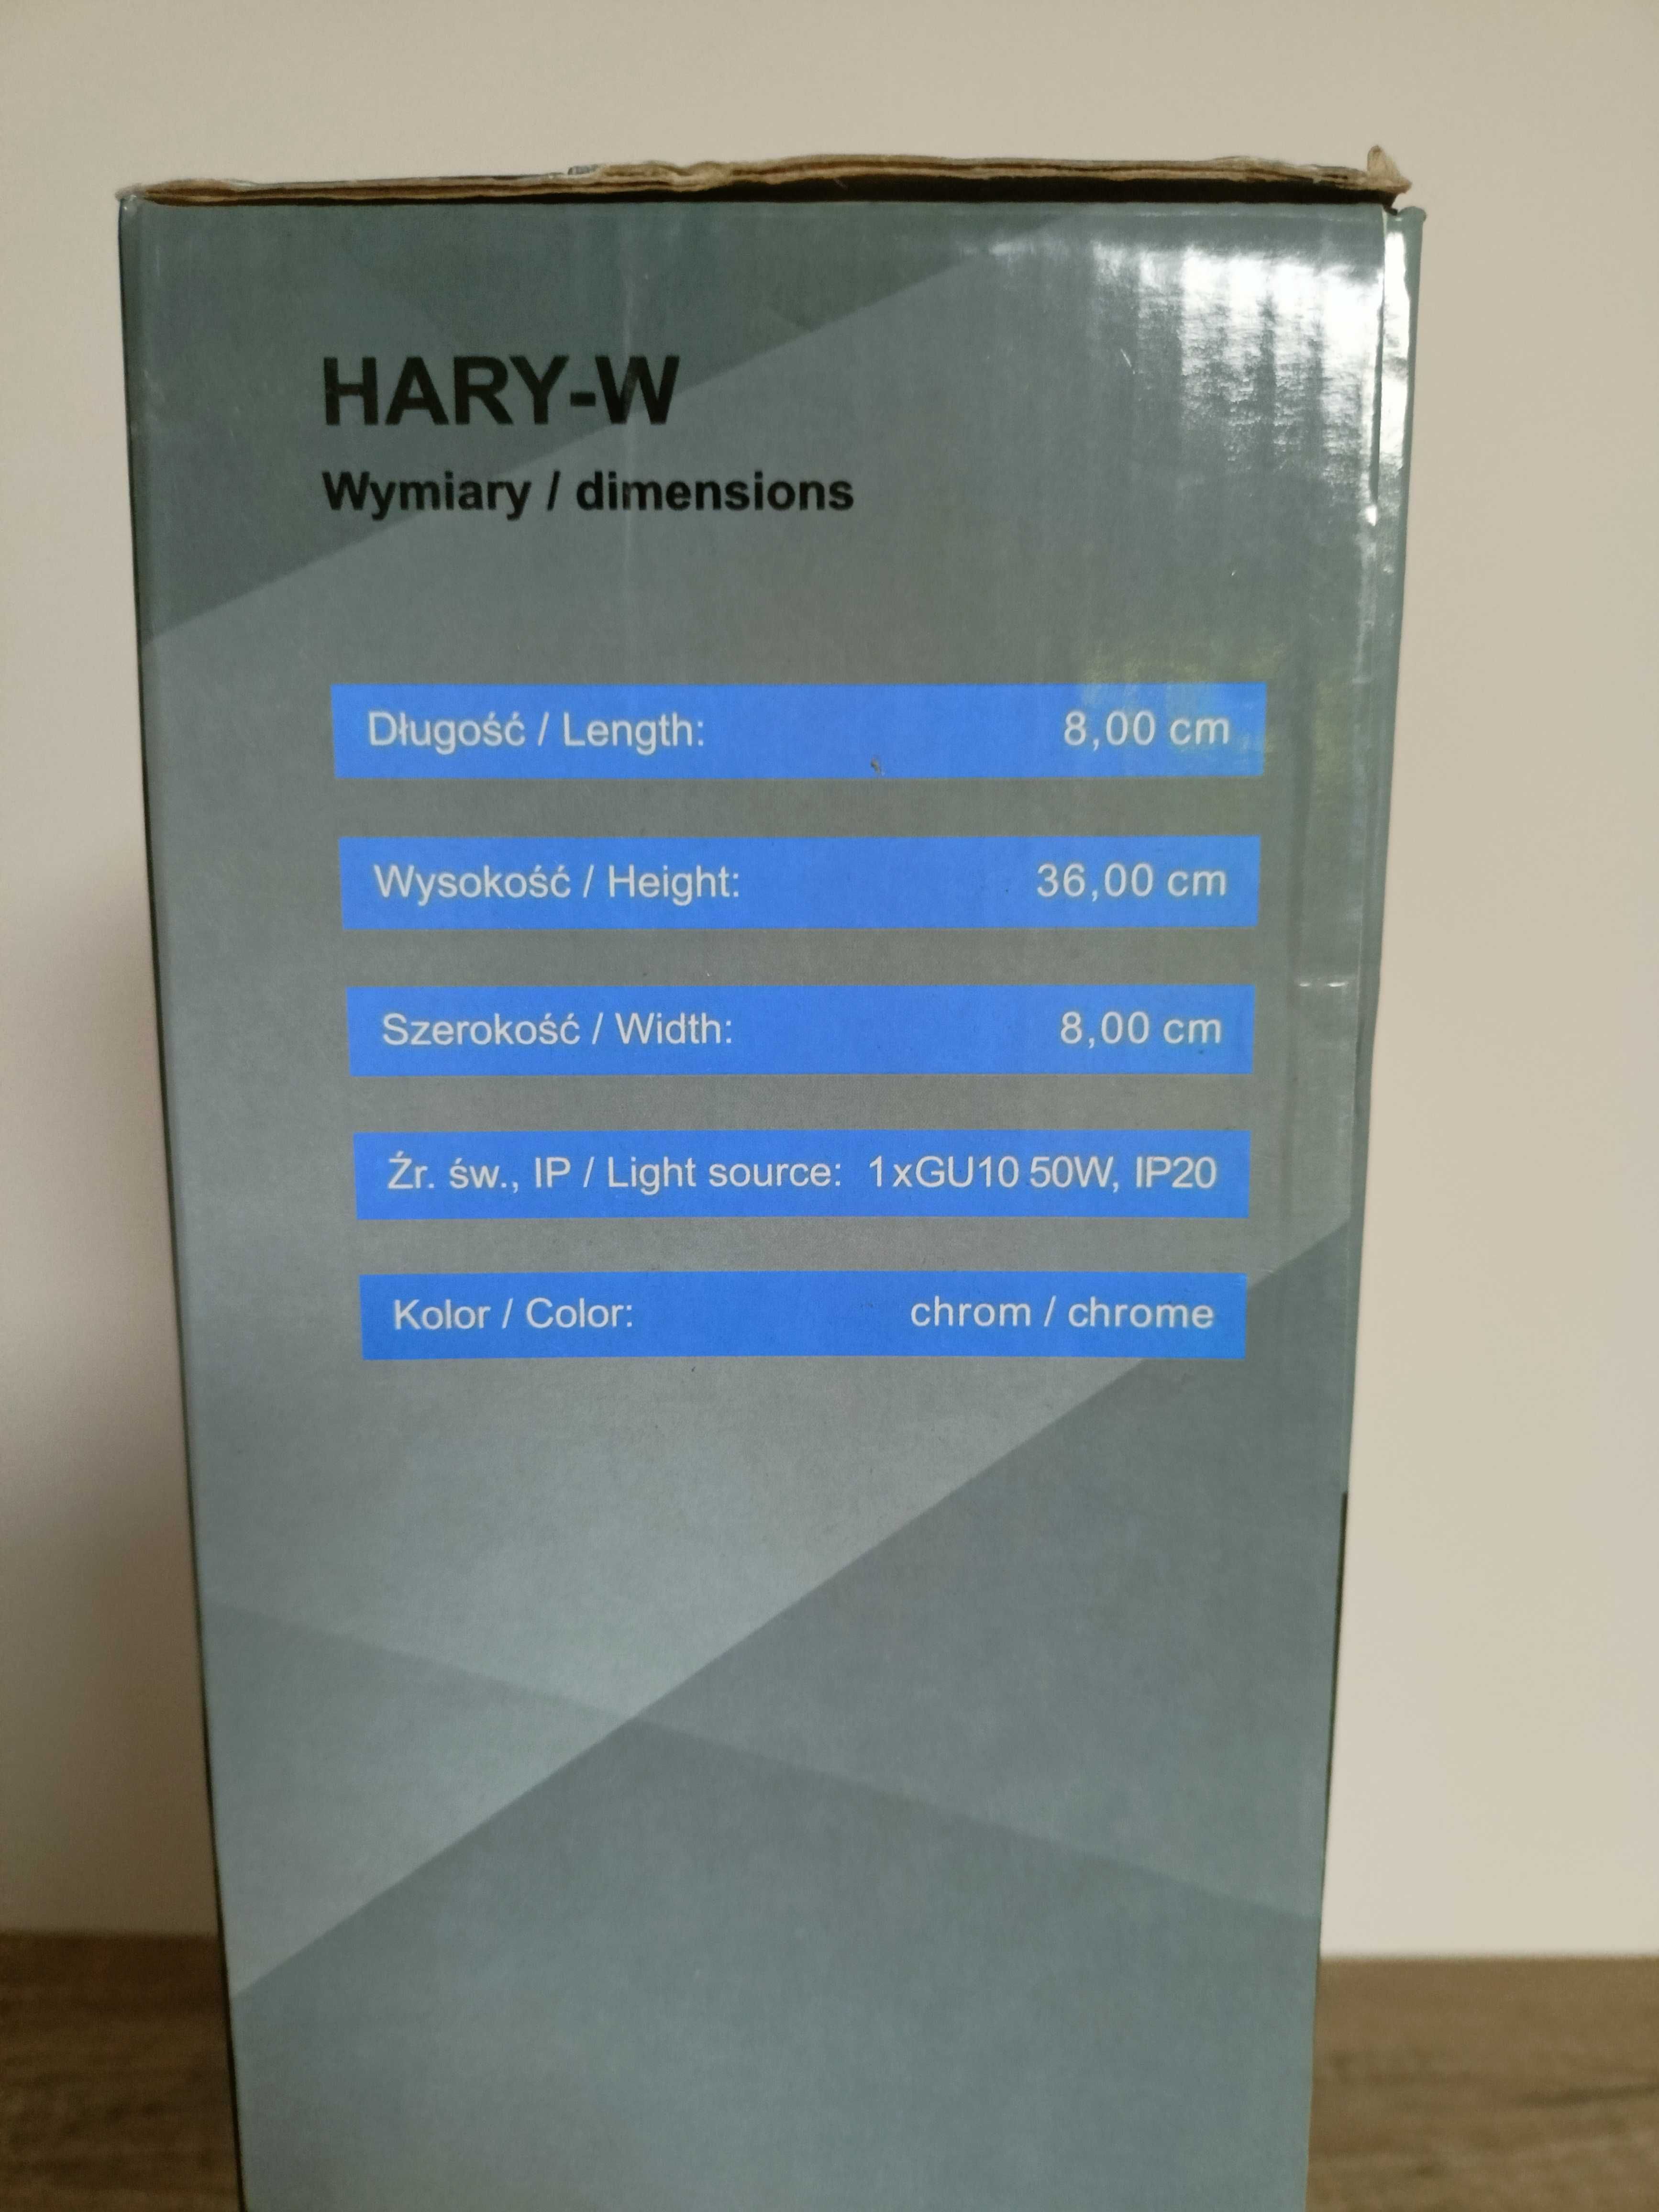 HARY-W
Wymiary / dimensions
Długość / Length: 8,00 cm
Wysokość / Height: 36,00 cm
Szerokość / Width: 8,00 cm
Źr. św., IP / Light source: 1xGU10 50W, IP20
Kolor / Color: chrom / chrome